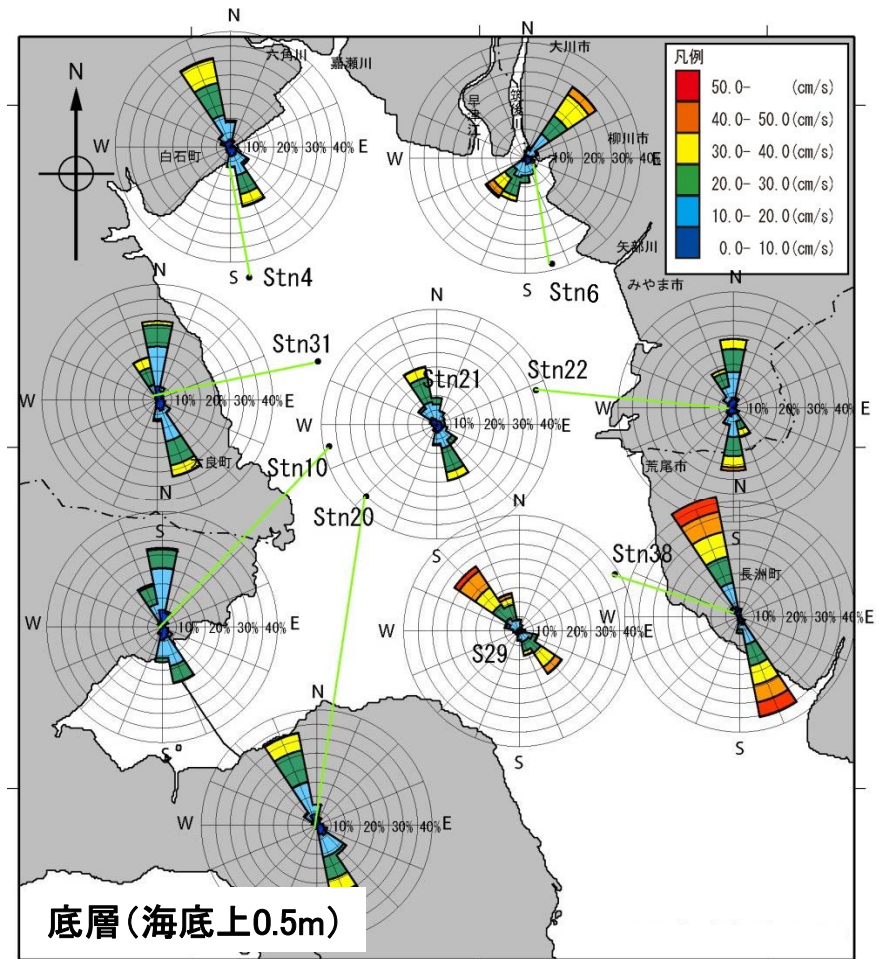 N
六角川
嘉瀬川
大川市
早津江川
筑後川
柳川市
凡例
50.0- (cm/s)
40.0- 50.0(cm/s)
30.0- 40.0(cm/s)
20.0- 30.0(cm/s)
10.0- 20.0(cm/s)
0.0- 10.0(cm/s)
N
W
白石町
10% 20% 30% 40% E
W
10% 20% 30% 40% E
S
Stn4
S
Stn6
矢部川
みやま市
N
Stn31
N
Stn21
Stn22
N
W
10% 20% 30% 40% E
W
10% 20% 30% 40% E
W
10% 20% 30% 40% E
太良町
Stn10
Stn20
荒尾市
N
S
S
N
N
S
Stn38
長洲町
W
10% 20% 30% 40% E
W
10% 20% 30% 40% E
S29
W
10% 20% 30% 40% E
S
N
S
S
W
10% 20% 30% 40% E
底層(海底上0.5m)